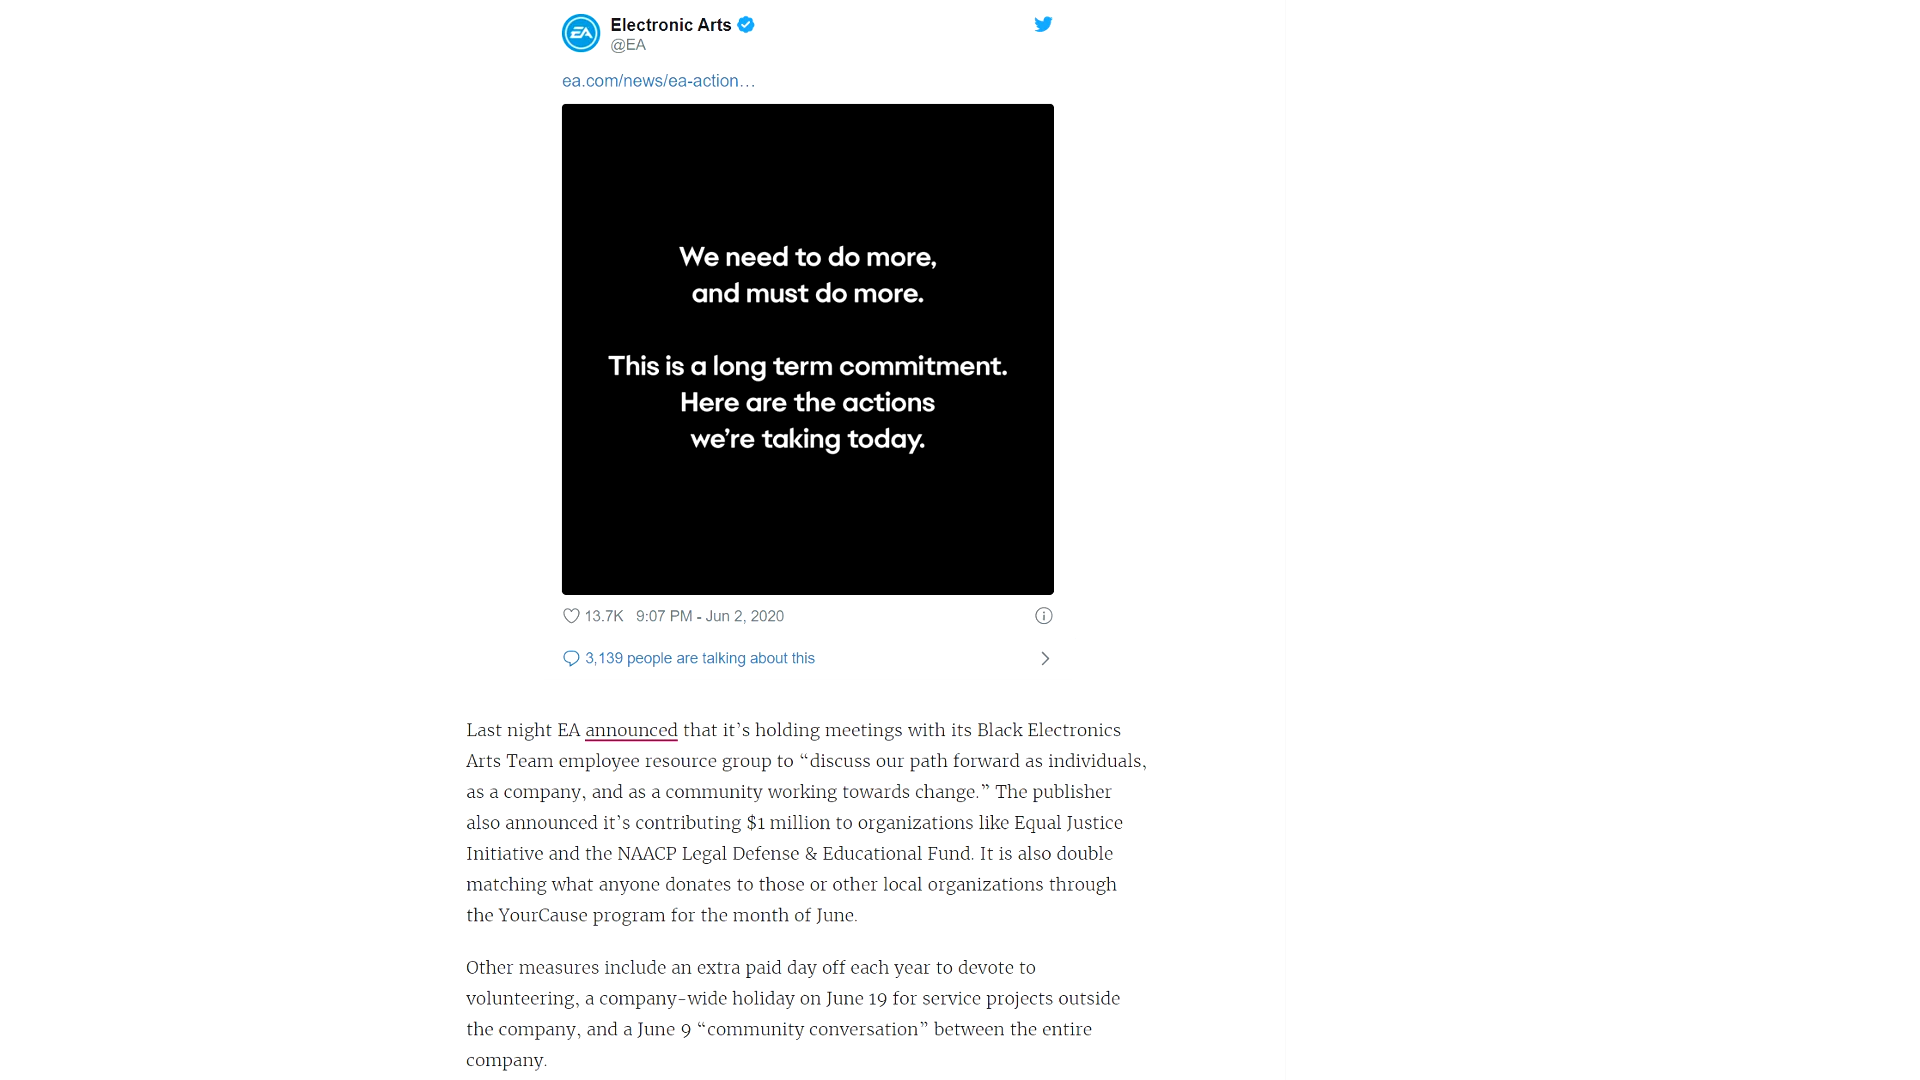 EA
Electronic Arts
@EA
ea.com/news/ea-action…
We need to do more,
and must do more.
This is a long term commitment.
Here are the actions
we’re taking today.
13.7K 9:07 PM - Jun 2, 2020
3,139 people are talking about this
Last night EA announced that it’s holding meetings with its Black Electronics
Arts Team employee resource group to “discuss our path forward as individuals,
as a company, and as a community working towards change.” The publisher
also announced it’s contributing $1 million to organizations like Equal Justice
Initiative and the NAACP Legal Defense & Educational Fund. It is also double
matching what anyone donates to those or other local organizations through
the YourCause program for the month of June.
Other measures include an extra paid day off each year to devote to
volunteering, a company-wide holiday on June 19 for service projects outside
the company, and a June 9 “community conversation” between the entire
company.